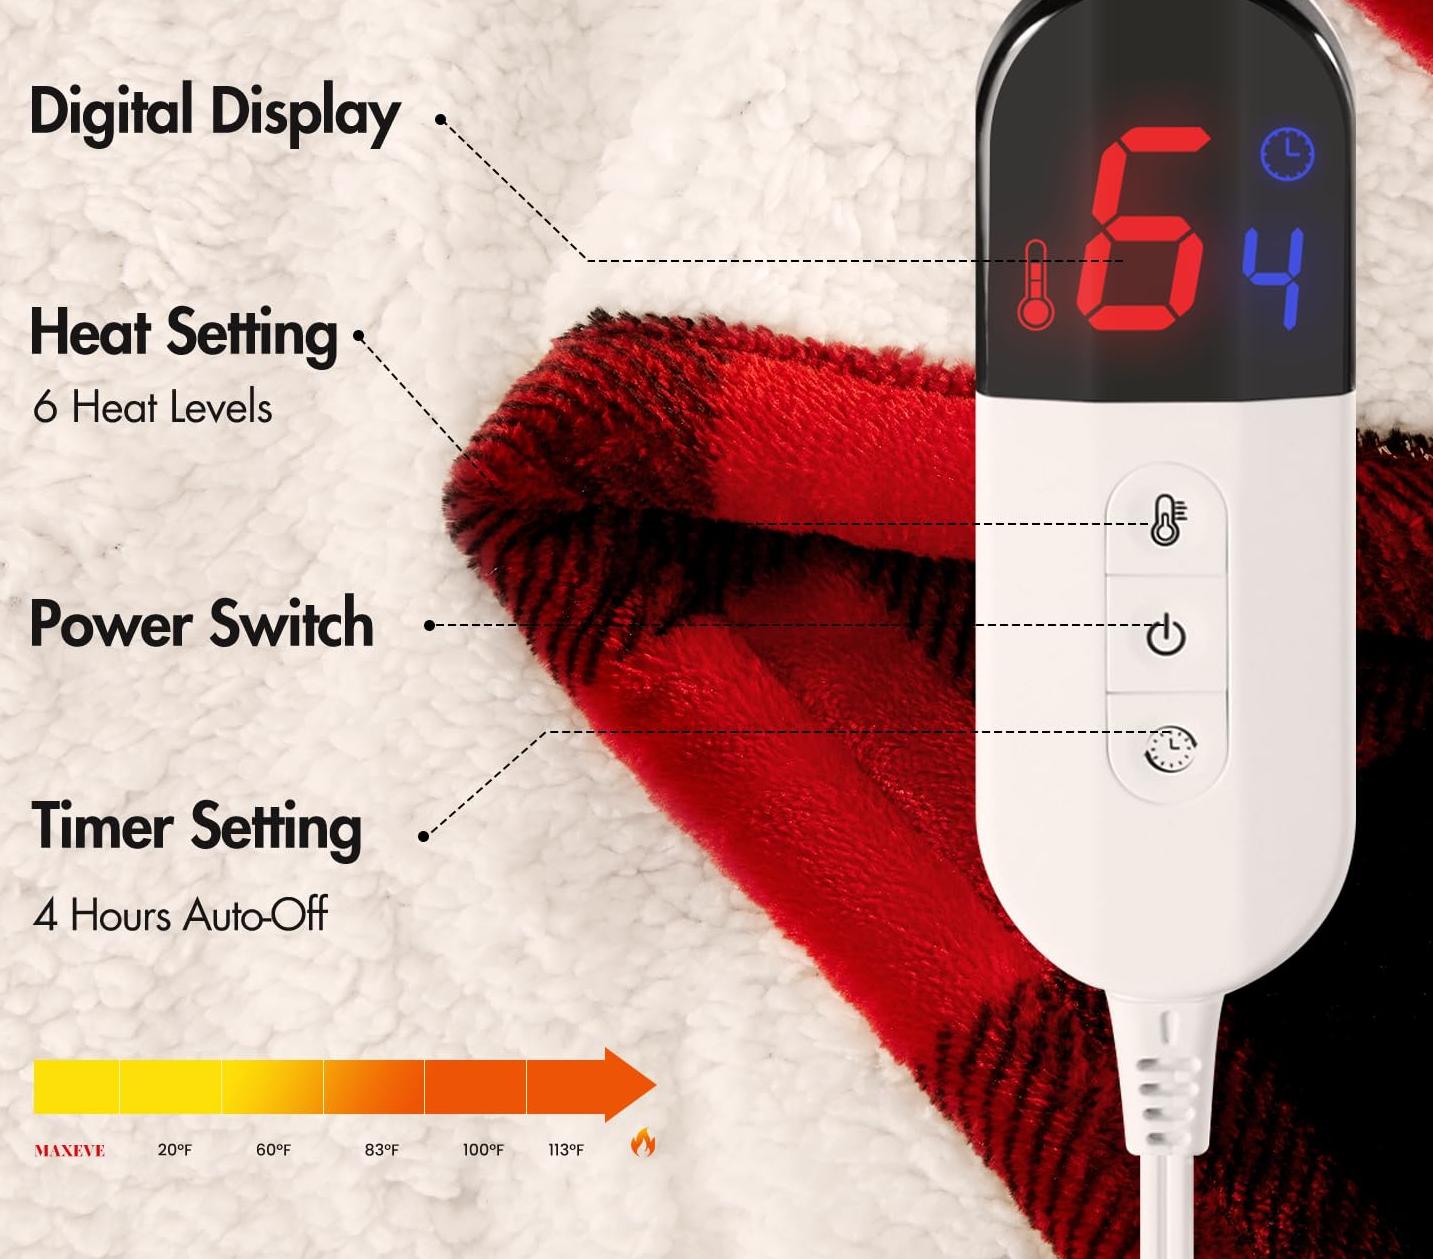 Digital Display
6
4
Heat Setting
6 Heat Levels
Power Switch
Timer Setting
4 Hours Auto-Off
MAXEVE 20°F 60°F 83°F 100°F 113°F